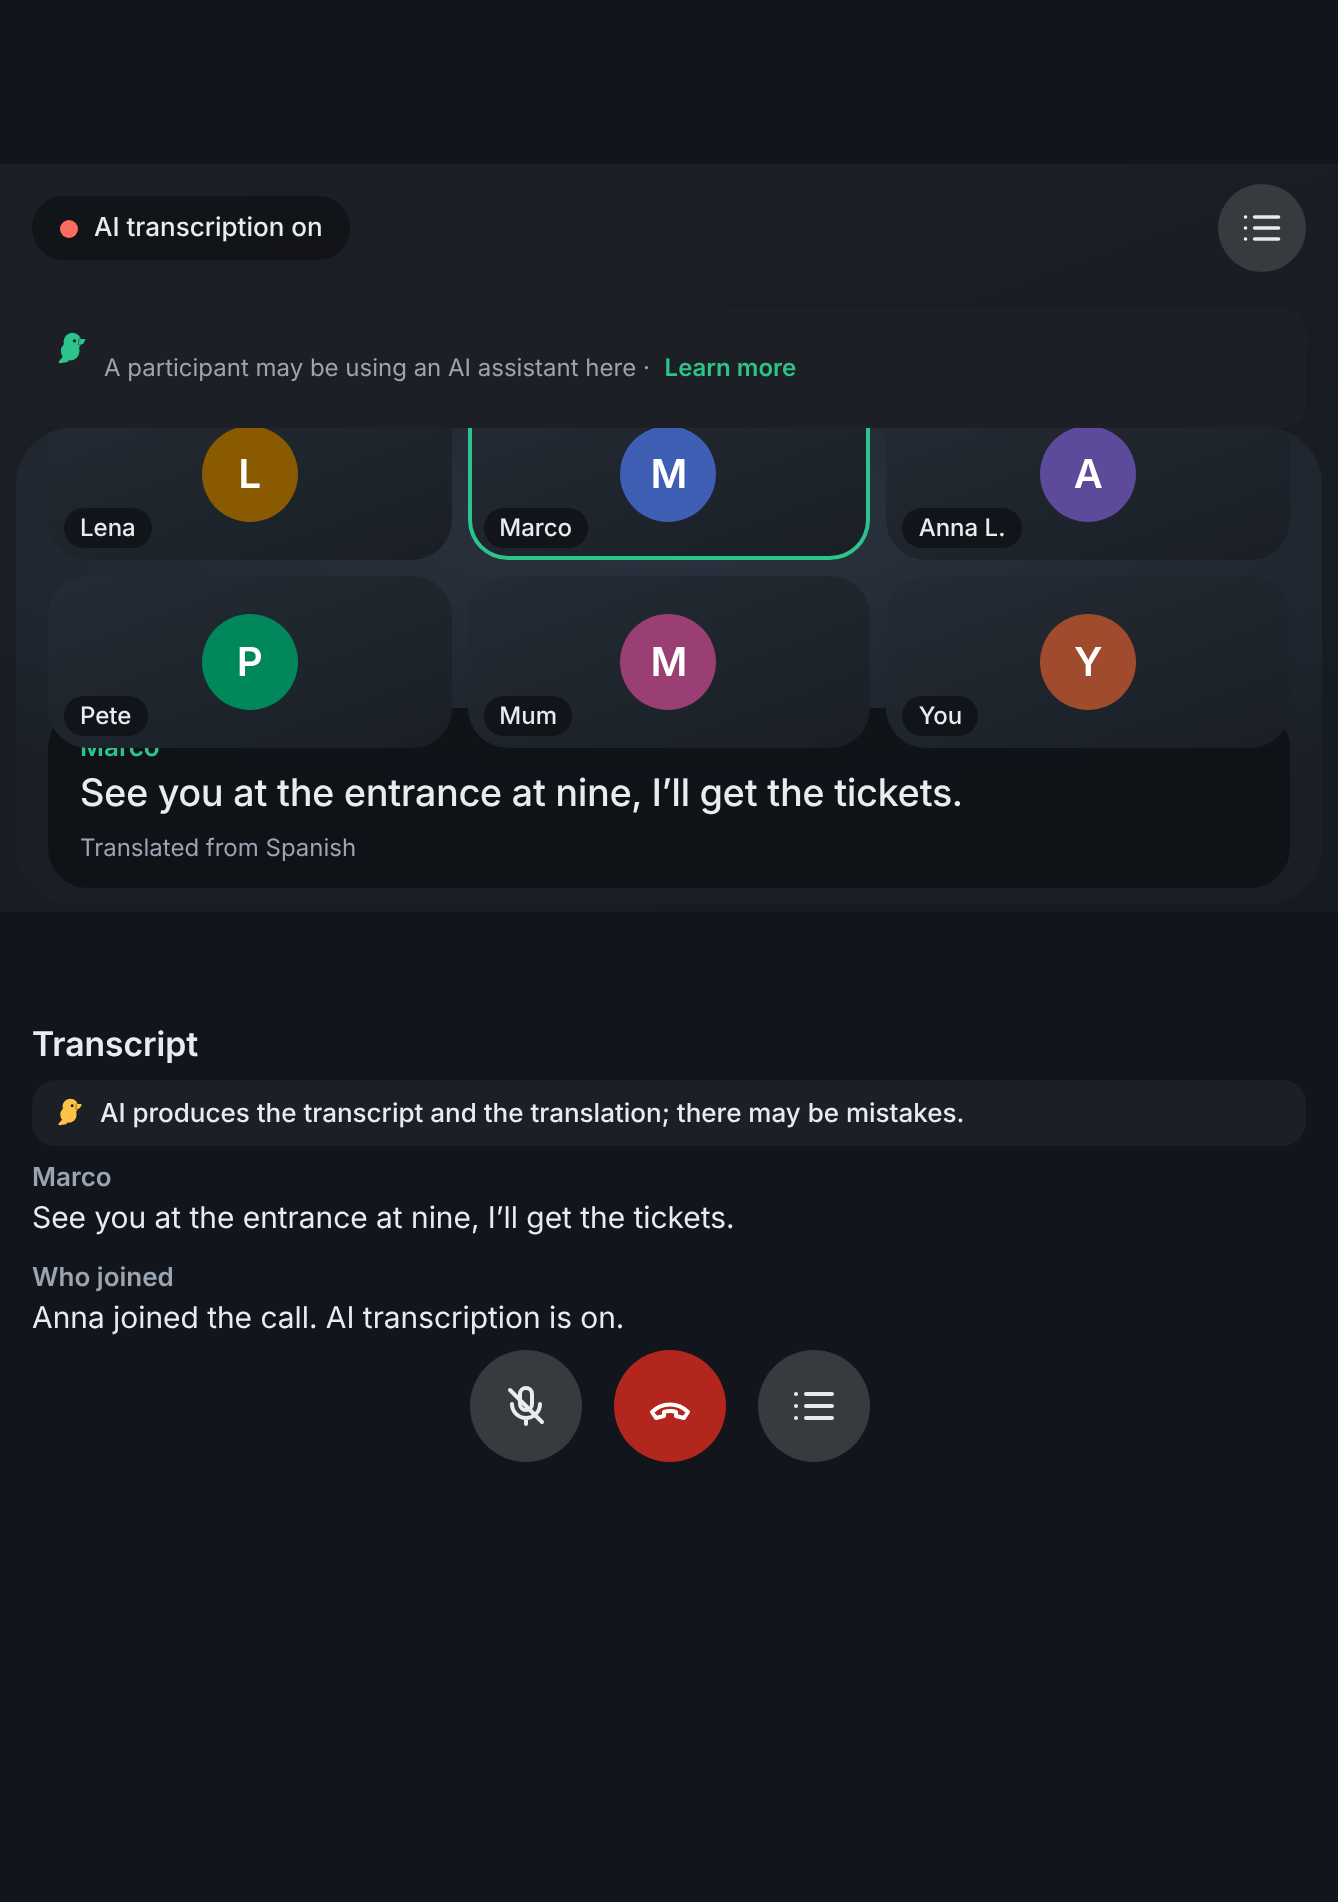 AI transcription on
A participant may be using an AI assistant here · Learn more
L
M
A
Lena
Marco
Anna L.
P
M
Y
Pete
Mum
You
Marco
See you at the entrance at nine, I’ll get the tickets.
Translated from Spanish
Transcript
AI produces the transcript and the translation; there may be mistakes.
Marco
See you at the entrance at nine, I’ll get the tickets.
Who joined
Anna joined the call. AI transcription is on.